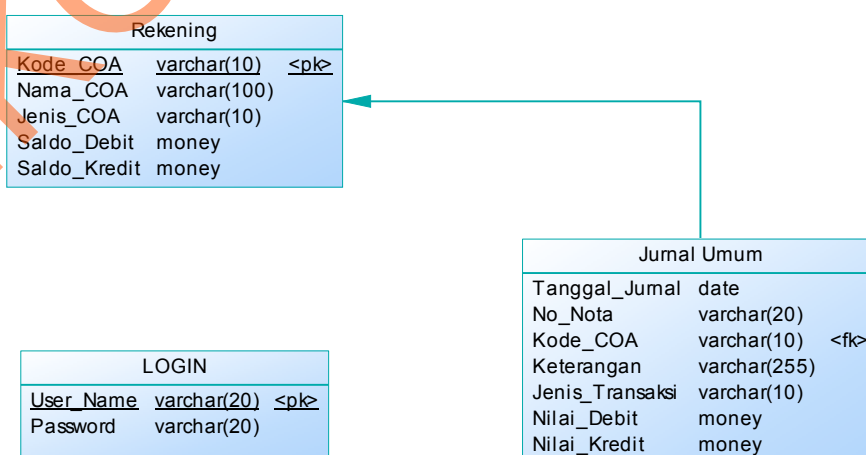 Rekening
Kode_COA varchar(10) <pk>
Nama_COA varchar(100)
Jenis_COA varchar(10)
Saldo_Debit money
Saldo_Kredit money
Jurnal Umum
Tanggal_Jurnal date
No_Nota varchar(20)
Kode_COA varchar(10) <fk>
Keterangan varchar(255)
Jenis_Transaksi varchar(10)
Nilai_Debit money
Nilai_Kredit money
LOGIN
User_Name varchar(20) <pk>
Password varchar(20)